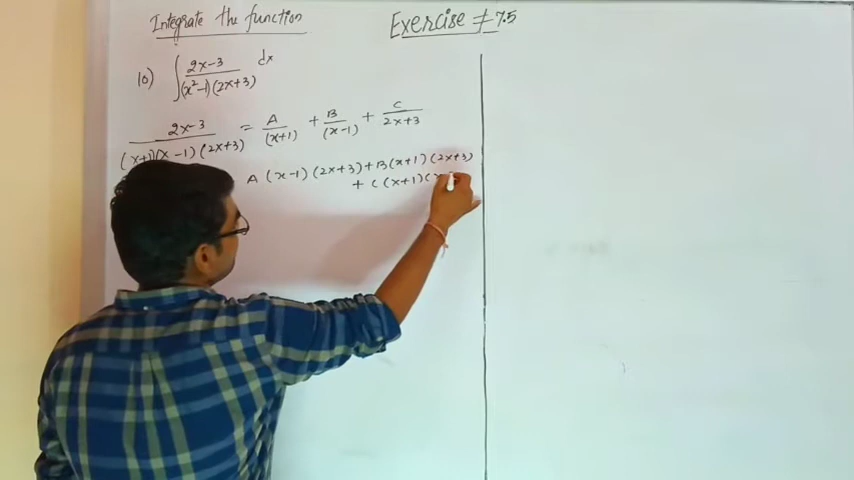 Integrate the function
Exercise ≠ 7.5
10) ∫ 2x-3 / (x²-1)(2x+3) dx
2x-3 / (x+1)(x-1)(2x+3) = A / (x+1) + B / (x-1) + C / 2x+3
A (x-1)(2x+3) + B(x+1)(2x+3)
+ C (x+1)(x